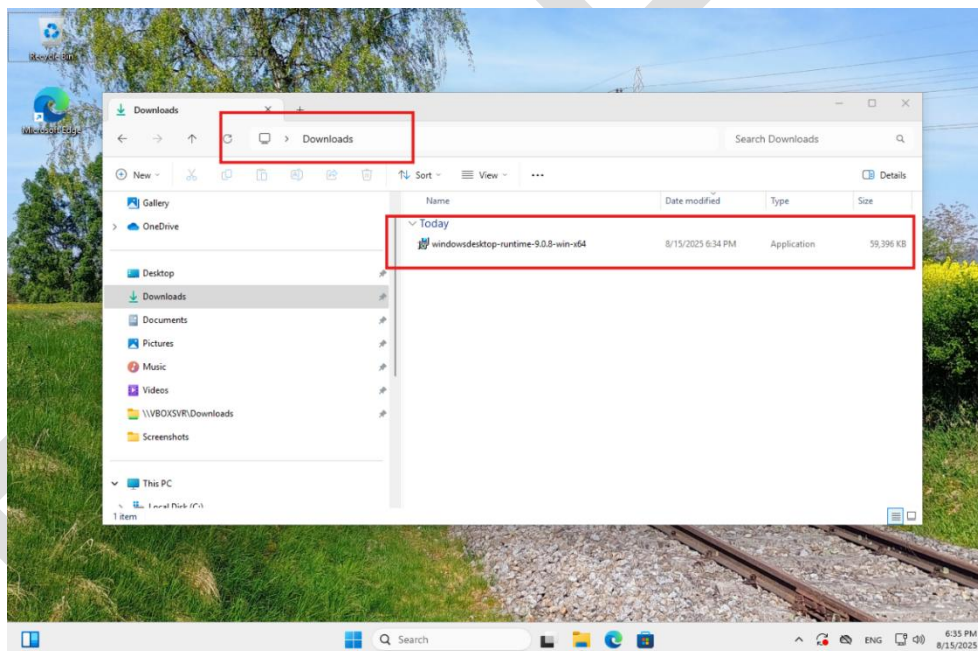 Recycle Bin
Microsoft Edge
Downloads
Downloads
Search Downloads
New
Sort
View
Details
Gallery
OneDrive
Desktop
Downloads
Documents
Pictures
Music
Videos
\\VBOXSVR\Downloads
Screenshots
This PC
Local Disk (C:)
Name Date modified Type Size
Today
windowsdesktop-runtime-9.0.8-win-x64 8/15/2025 6:34 PM Application 59,396 KB
1 item
Search
ENG
6:35 PM
8/15/2025